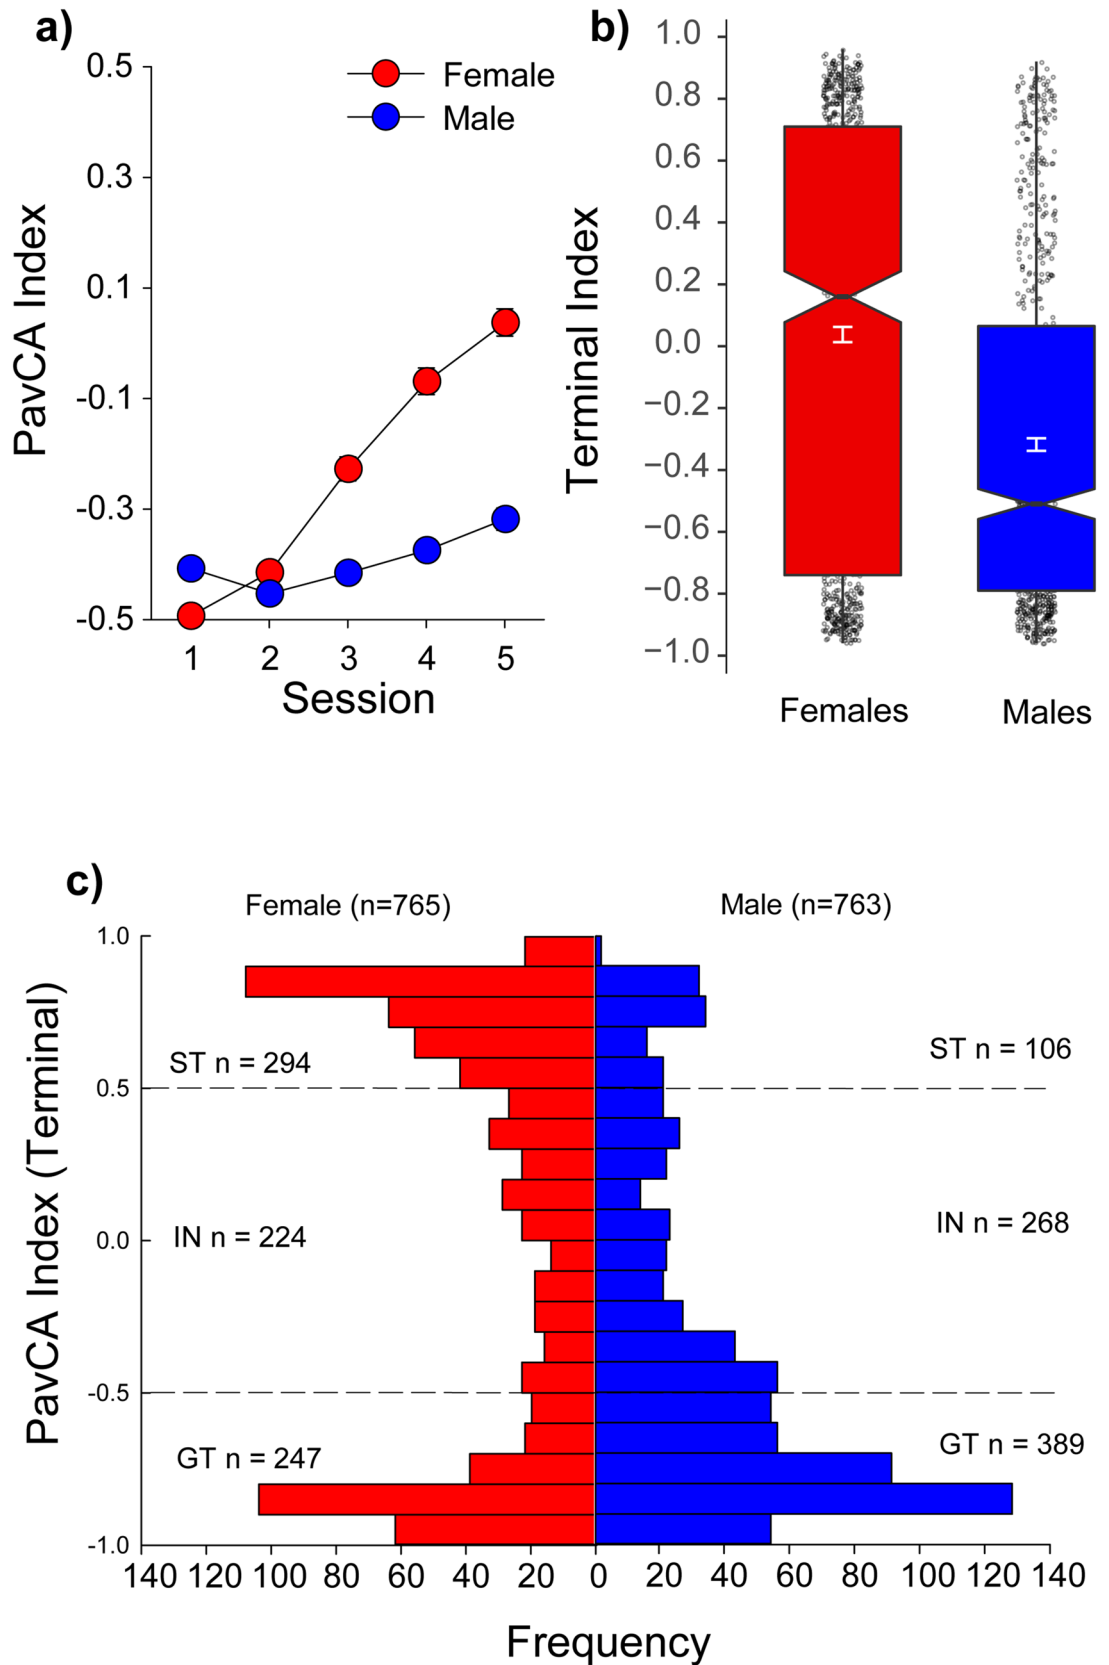 a)
Female
Male
0.5
0.3
0.1
-0.1
-0.3
-0.5
PavCA Index
1 2 3 4 5
Session
b)
1.0
0.8
0.6
0.4
0.2
0.0
−0.2
−0.4
−0.6
−0.8
−1.0
Terminal Index
Females Males
c)
Female (n=765) Male (n=763)
1.0
0.5
0.0
-0.5
-1.0
PavCA Index (Terminal)
ST n = 294
ST n = 106
IN n = 224
IN n = 268
GT n = 247
GT n = 389
140 120 100 80 60 40 20 0 20 40 60 80 100 120 140
Frequency